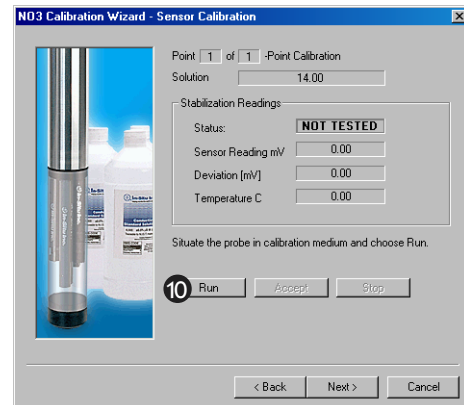 NO3 Calibration Wizard - Sensor Calibration
Point 1 of 1 -Point Calibration
Solution 14.00
Stabilization Readings
Status: NOT TESTED
Sensor Reading mV 0.00
Deviation [mV] 0.00
Temperature C 0.00
Situate the probe in calibration medium and choose Run.
10 Run Accept Stop
< Back Next > Cancel